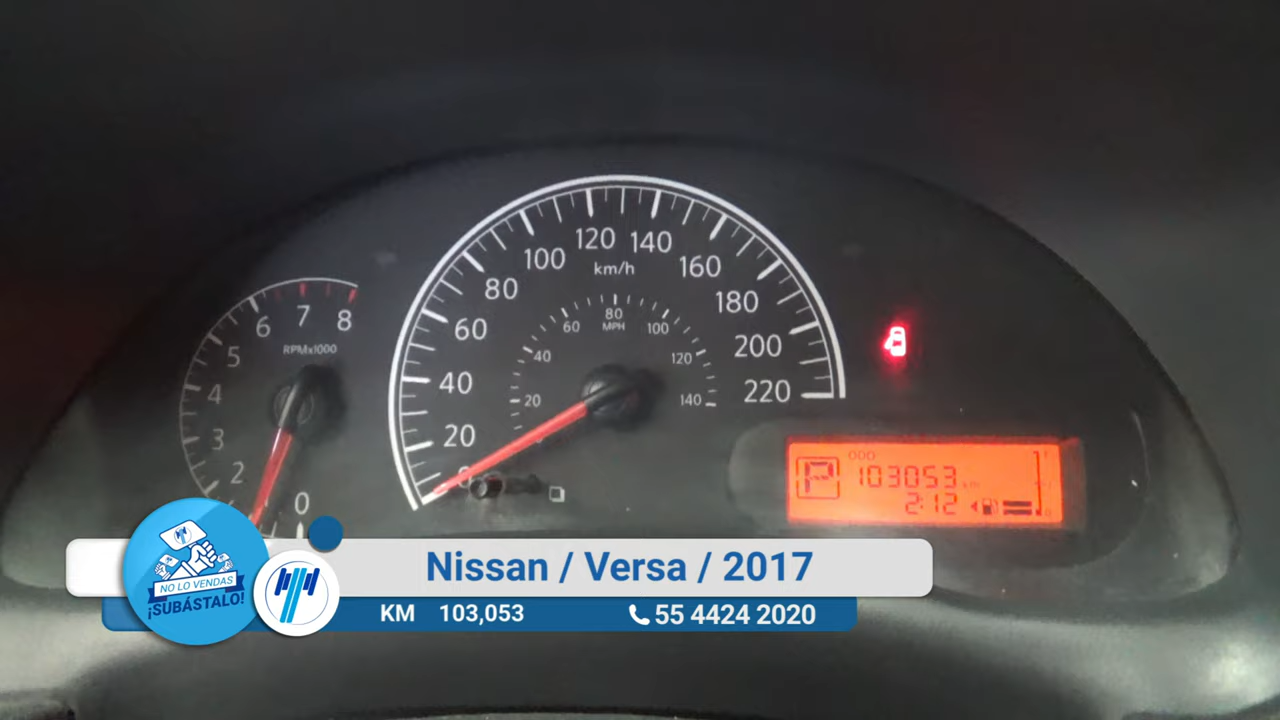 120 140
100 160
km/h
80 180
60 200
40 220
20
0
80
MPH
60 100
40 120
20 140
7
6 8
5
RPMx1000
4
3
2
0
P
ODO
103053 km
2:12
NO LO VENDAS
¡SUBÁSTALO!
Nissan / Versa / 2017
KM 103,053 55 4424 2020